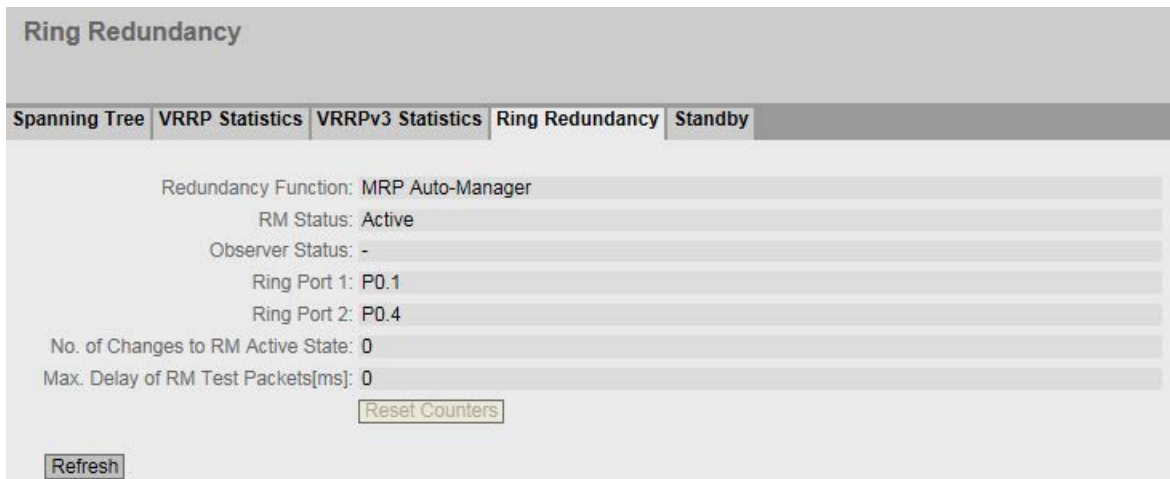 Ring Redundancy
Spanning Tree VRRP Statistics VRRPv3 Statistics Ring Redundancy Standby
Redundancy Function: MRP Auto-Manager
RM Status: Active
Observer Status: -
Ring Port 1: P0.1
Ring Port 2: P0.4
No. of Changes to RM Active State: 0
Max. Delay of RM Test Packets[ms]: 0
Reset Counters
Refresh